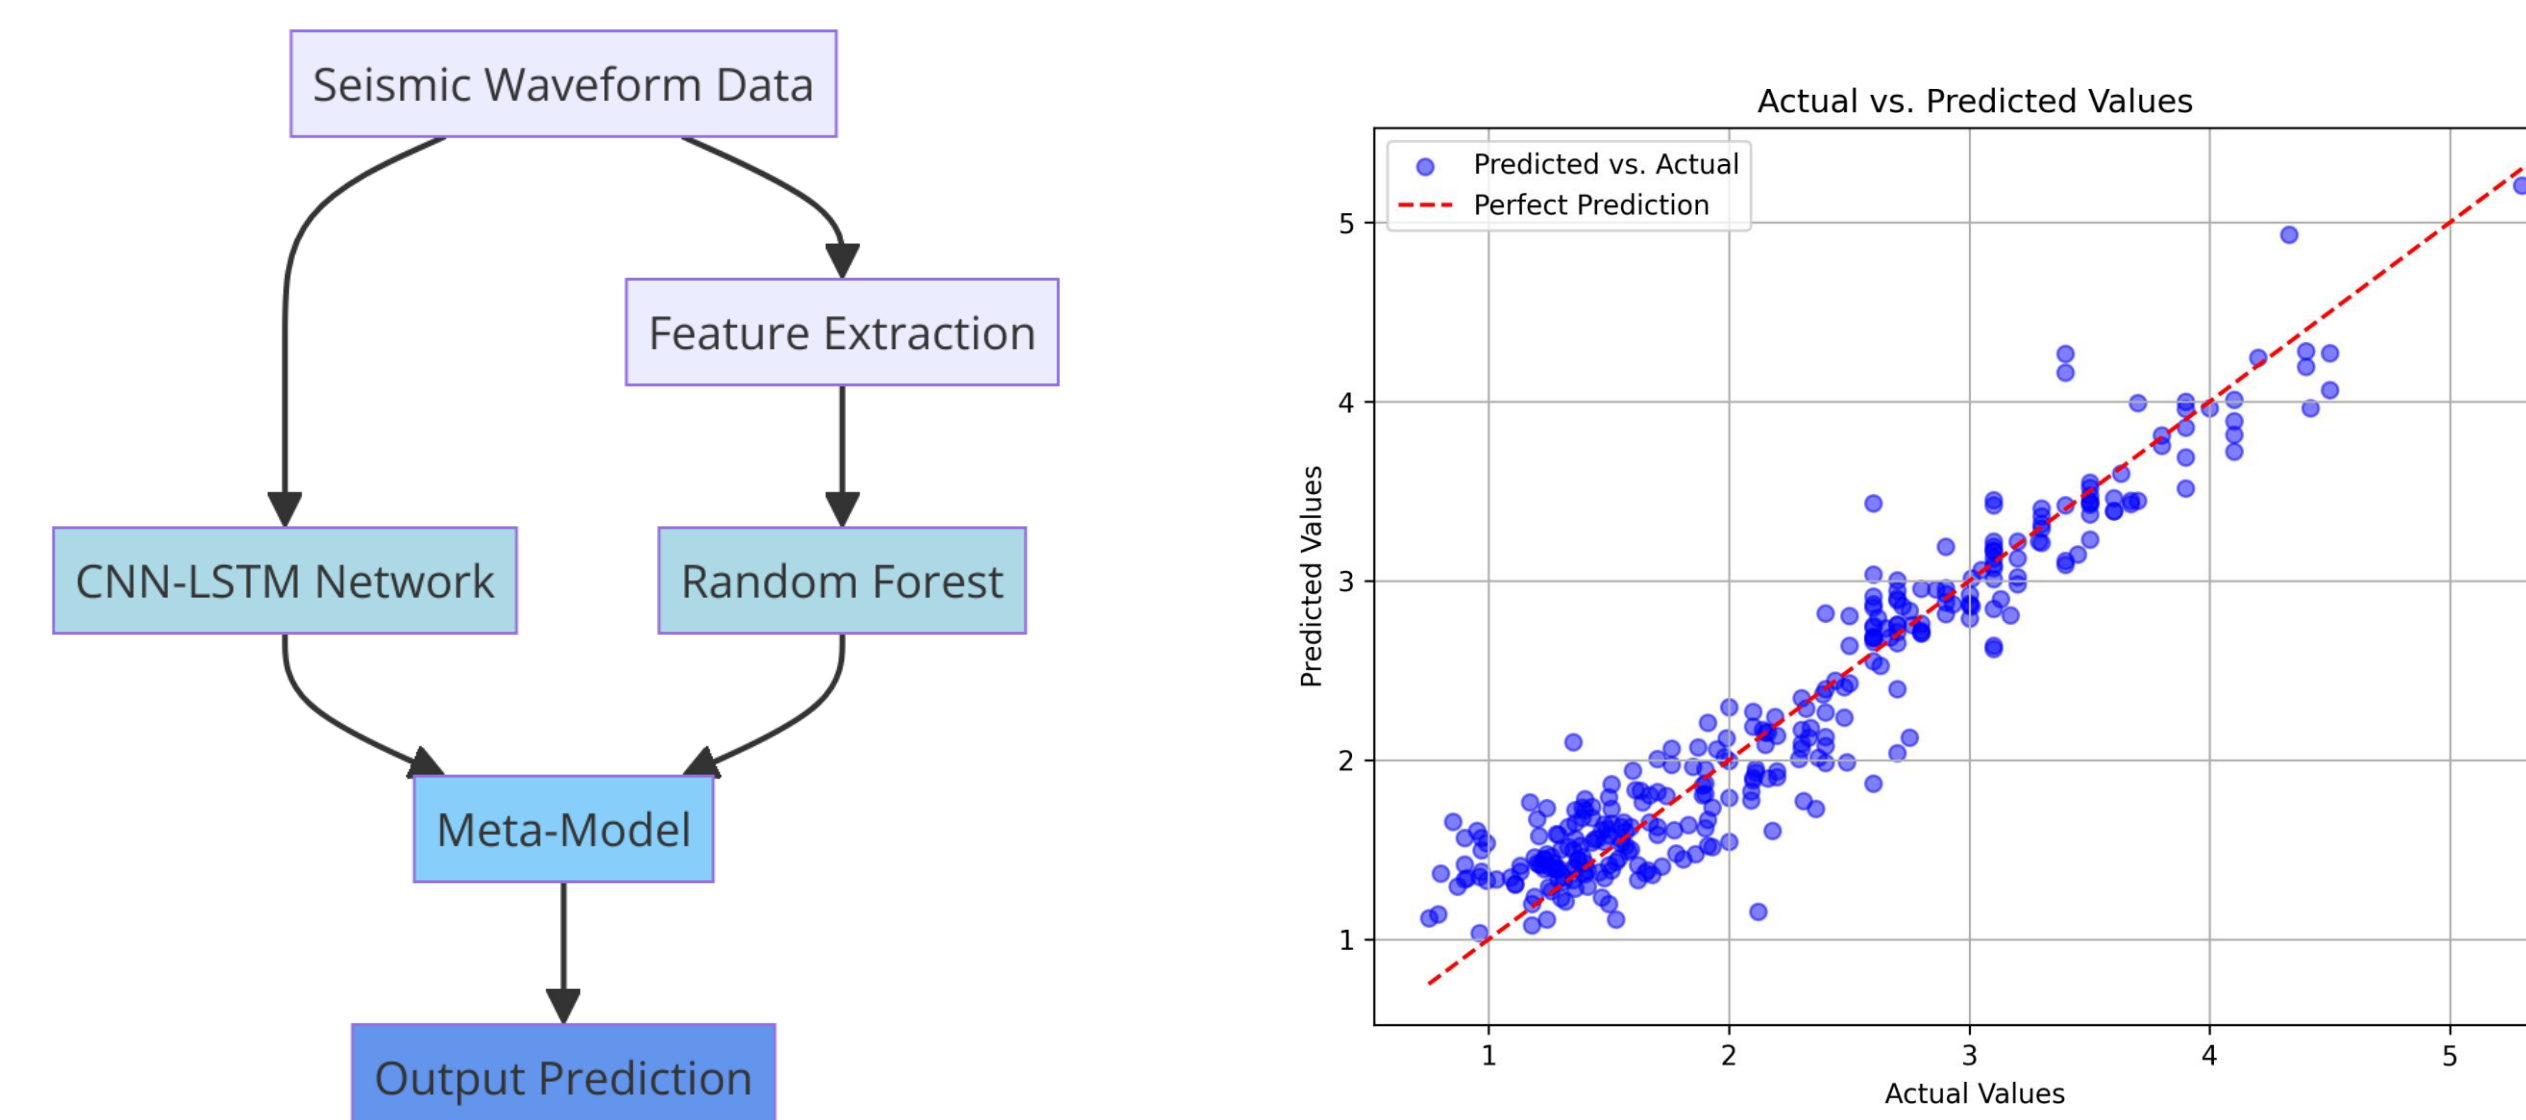 Seismic Waveform Data
Feature Extraction
CNN-LSTM Network
Random Forest
Meta-Model
Output Prediction
Actual vs. Predicted Values
Predicted vs. Actual
Perfect Prediction
Predicted Values
5
4
3
2
1
1 2 3 4 5
Actual Values